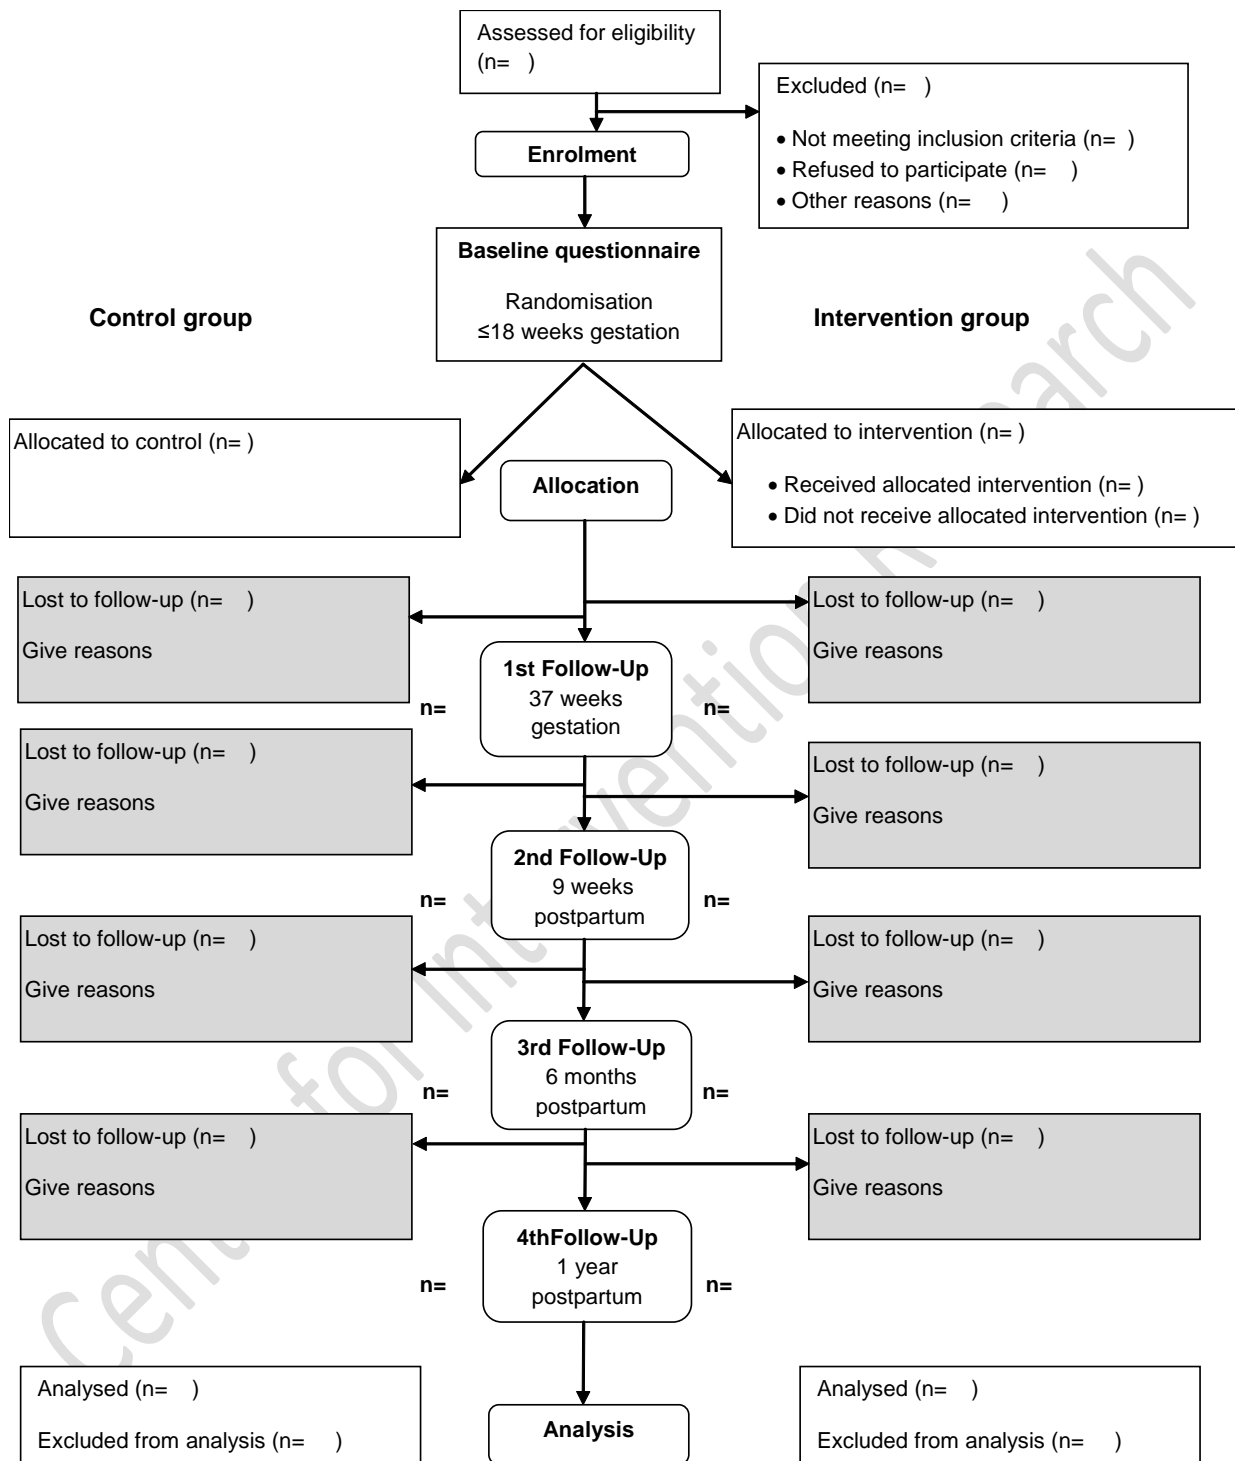 Assessed for eligibility
(n=   )
Excluded (n=   )
• Not meeting inclusion criteria (n=  )
• Refused to participate (n=    )
• Other reasons (n=     )
Enrolment
Baseline questionnaire
Randomisation
≤18 weeks gestation
Control group
Intervention group
Allocated to control (n= )
Allocated to intervention (n= )
• Received allocated intervention (n= )
• Did not receive allocated intervention (n= )
Allocation
Lost to follow-up (n=    )
Give reasons
Lost to follow-up (n=    )
Give reasons
1st Follow-Up
37 weeks
gestation
n=
n=
Lost to follow-up (n=    )
Give reasons
Lost to follow-up (n=    )
Give reasons
2nd Follow-Up
9 weeks
postpartum
n=
n=
Lost to follow-up (n=    )
Give reasons
Lost to follow-up (n=    )
Give reasons
3rd Follow-Up
6 months
postpartum
n=
n=
Lost to follow-up (n=    )
Give reasons
Lost to follow-up (n=    )
Give reasons
4thFollow-Up
1 year
postpartum
n=
n=
Analysed (n=    )
Excluded from analysis (n=     )
Analysis
Analysed (n=    )
Excluded from analysis (n=     )